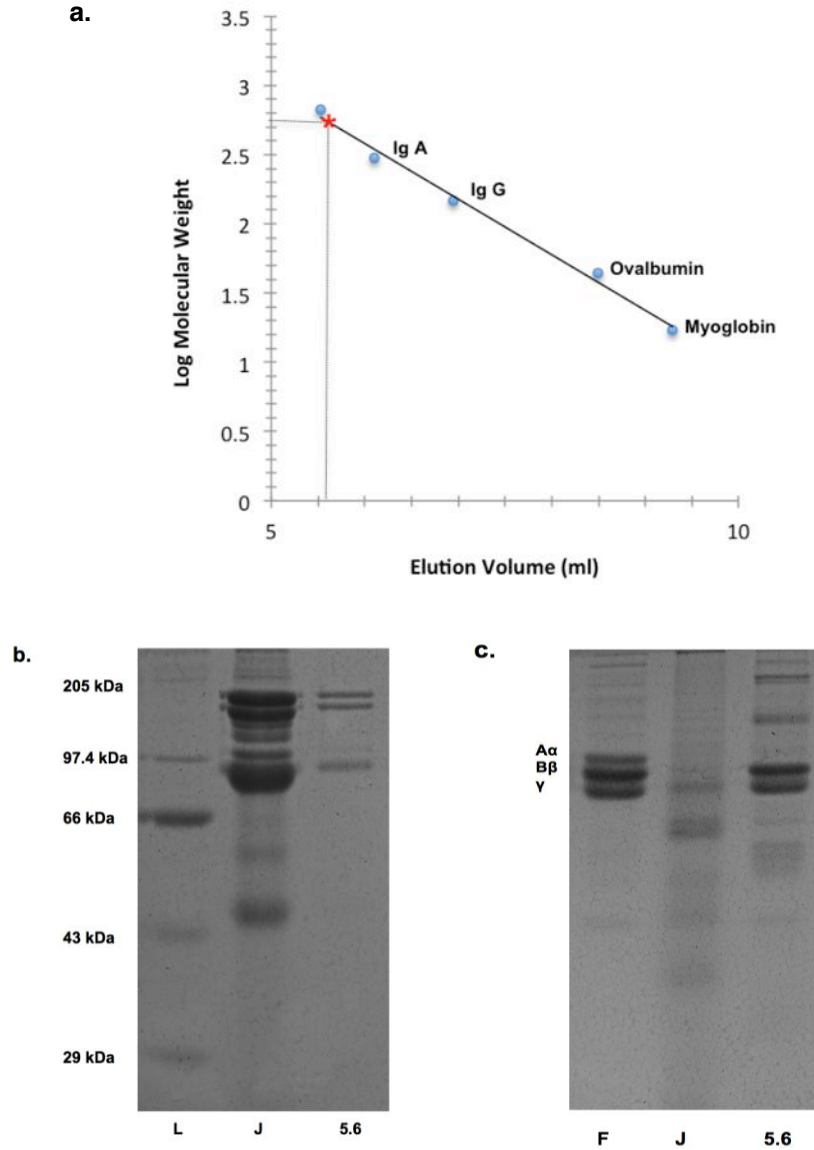 a.
3.5
3
2.5
2
1.5
1
0.5
0
5
10
Log Molecular Weight
Elution Volume (ml)
*
Ig A
Ig G
Ovalbumin
Myoglobin
b.
205 kDa
97.4 kDa
66 kDa
43 kDa
29 kDa
L J 5.6
c.
Aα
Bβ
γ
F J 5.6